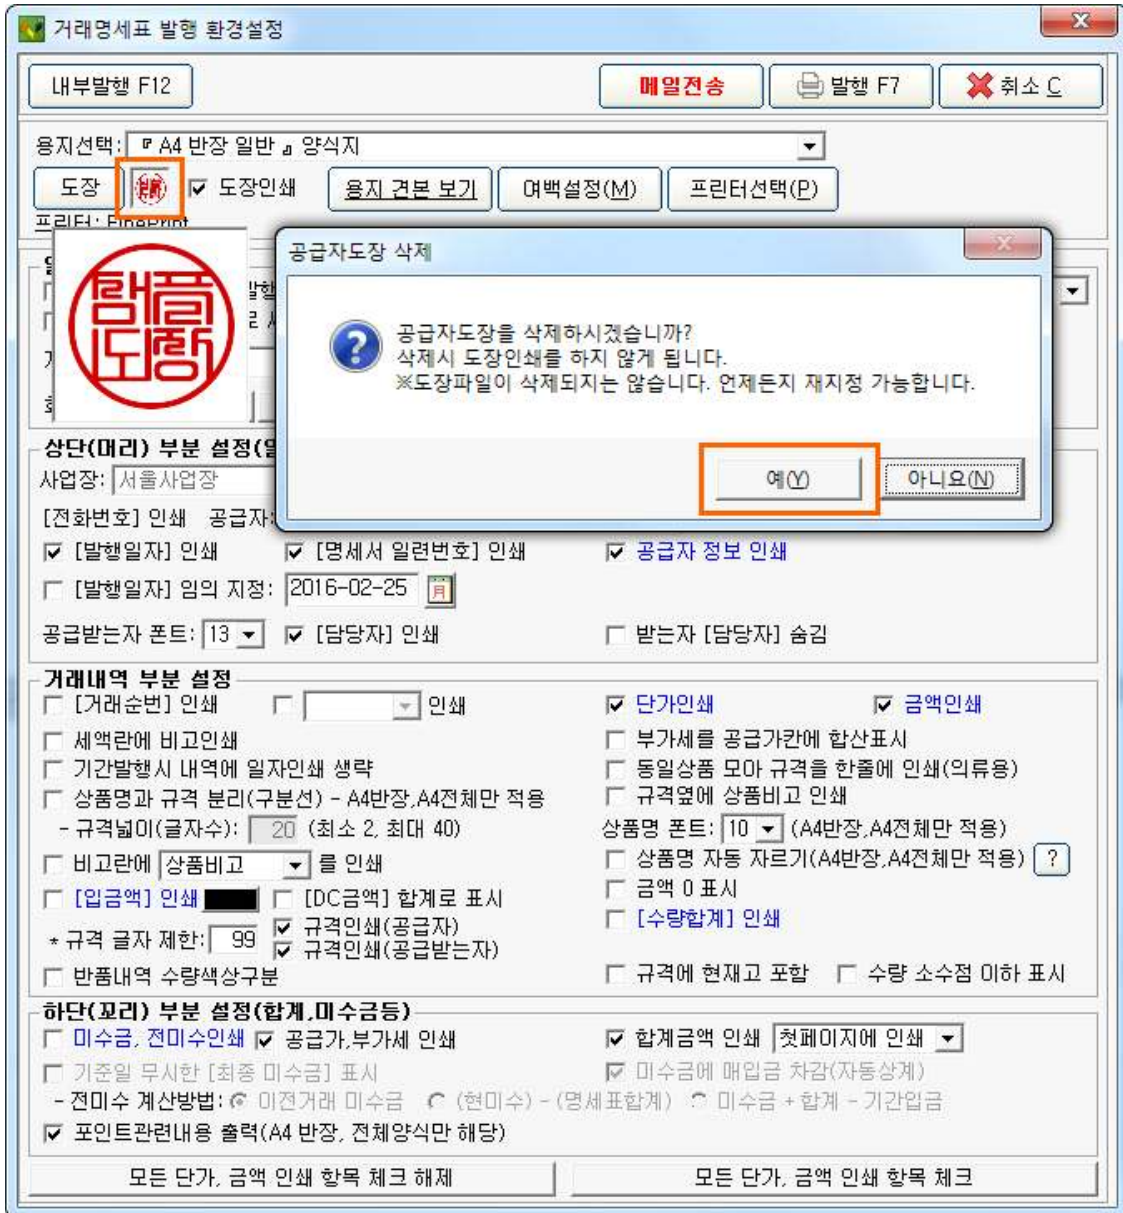 거래명세표 발행 환경설정
내부발행 F12
메일전송
발행 F7
취소 C
용지선택: 『 A4 반장 일반 』 양식지
도장
도장인쇄
용지 견본 보기
여백설정(M)
프린터선택(P)
프린터: FinePrint
공급자도장 삭제
공급자도장을 삭제하시겠습니까?
삭제시 도장인쇄를 하지 않게 됩니다.
※도장파일이 삭제되지는 않습니다. 언제든지 재지정 가능합니다.
예(Y)
아니요(N)
상단(머리) 부분 설정(일
사업장: 서울사업장
[전화번호] 인쇄 공급자:
[발행일자] 인쇄 [명세서 일련번호] 인쇄 공급자 정보 인쇄
[발행일자] 임의 지정: 2016-02-25 月
공급받는자 폰트: 13 [담당자] 인쇄 받는자 [담당자] 숨김
거래내역 부분 설정
[거래순번] 인쇄 인쇄 단가인쇄 금액인쇄
세액란에 비고인쇄 부가세를 공급가칸에 합산표시
기간발행시 내역에 일자인쇄 생략 동일상품 모아 규격을 한줄에 인쇄(의류용)
상품명과 규격 분리(구분선) - A4반장,A4전체만 적용 규격옆에 상품비고 인쇄
- 규격넓이(글자수): 20 (최소 2, 최대 40) 상품명 폰트: 10 (A4반장,A4전체만 적용)
비고란에 상품비고 를 인쇄 상품명 자동 자르기(A4반장,A4전체만 적용) ?
[입금액] 인쇄 [DC금액] 합계로 표시 금액 0 표시
* 규격 글자 제한: 99 규격인쇄(공급자) [수량합계] 인쇄
규격인쇄(공급받는자)
반품내역 수량색상구분 규격에 현재고 포함 수량 소수점 이하 표시
하단(꼬리) 부분 설정(합계,미수금등)
미수금, 전미수인쇄 공급가,부가세 인쇄 합계금액 인쇄 첫페이지에 인쇄
기준일 무시한 [최종 미수금] 표시 미수금에 매입금 차감(자동상계)
- 전미수 계산방법: 이전거래 미수금 (현미수) - (명세표합계) 미수금 + 합계 - 기간입금
포인트관련내용 출력(A4 반장, 전체양식만 해당)
모든 단가, 금액 인쇄 항목 체크 해제
모든 단가, 금액 인쇄 항목 체크